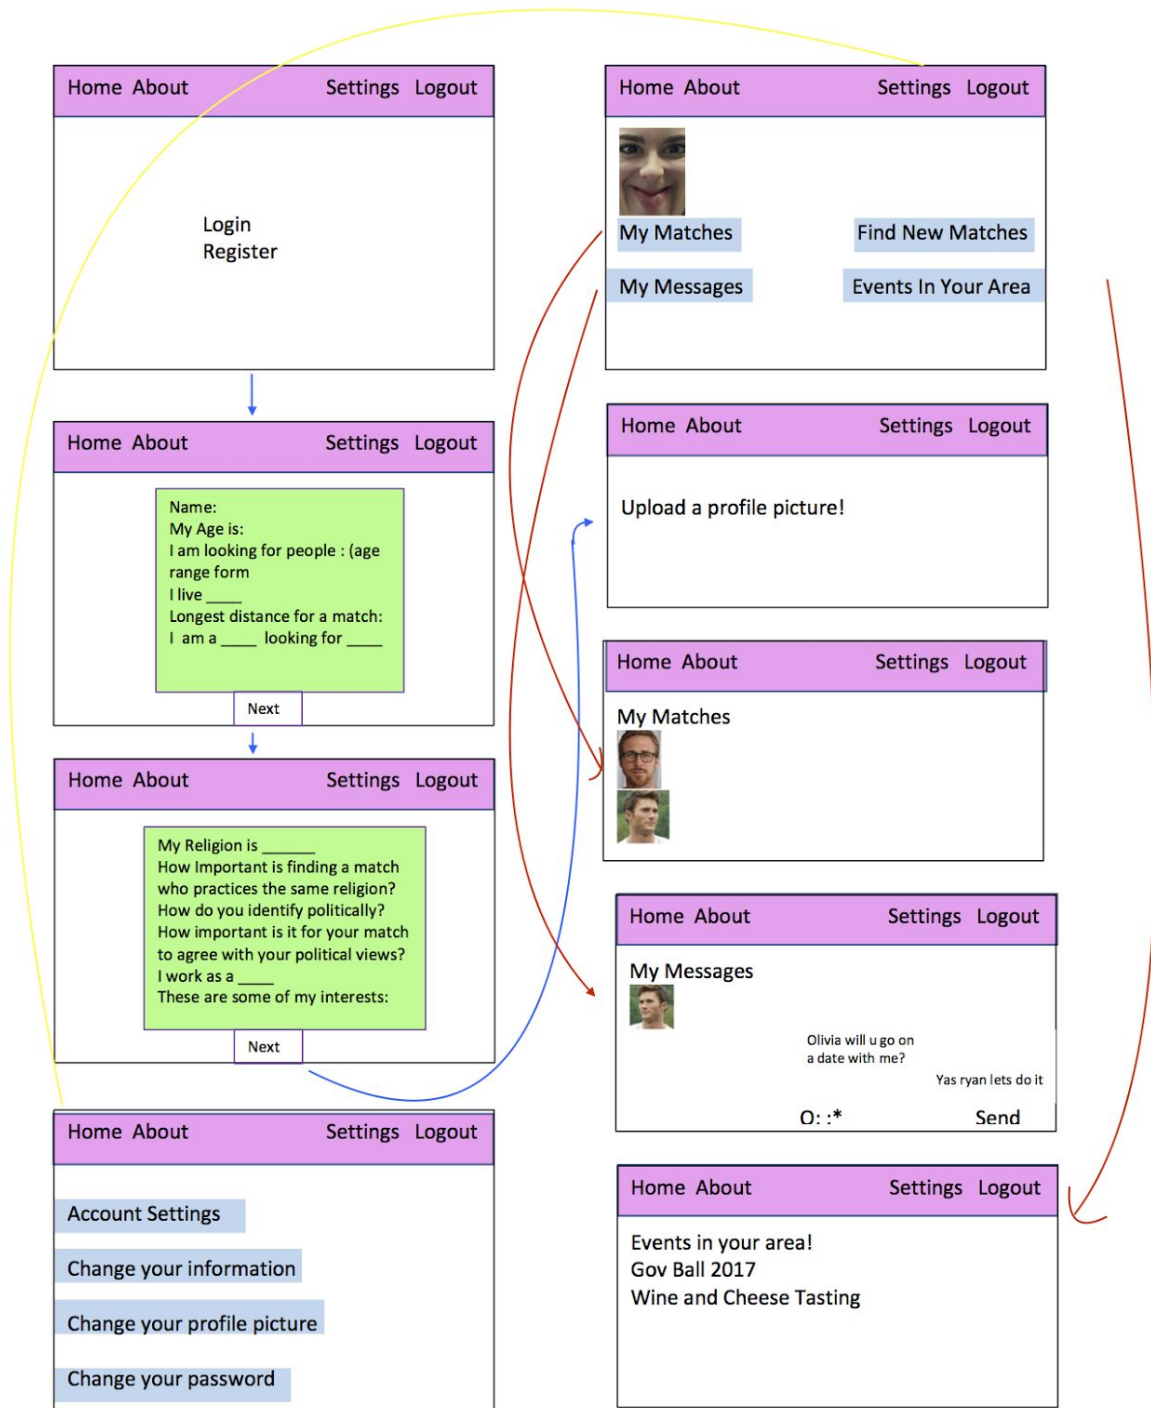 Home About Settings Logout
Login
Register
Home About Settings Logout
Name:
My Age is:
I am looking for people : (age
range form
I live ____
Longest distance for a match:
I am a ____ looking for ____
Next
Home About Settings Logout
My Religion is ______
How Important is finding a match
who practices the same religion?
How do you identify politically?
How important is it for your match
to agree with your political views?
I work as a ____
These are some of my interests:
Next
Home About Settings Logout
Account Settings
Change your information
Change your profile picture
Change your password
Home About Settings Logout
My Matches Find New Matches
My Messages Events In Your Area
Home About Settings Logout
Upload a profile picture!
Home About Settings Logout
My Matches
Home About Settings Logout
My Messages
Olivia will u go on
a date with me?
Yas ryan lets do it
O: :* Send
Home About Settings Logout
Events in your area!
Gov Ball 2017
Wine and Cheese Tasting